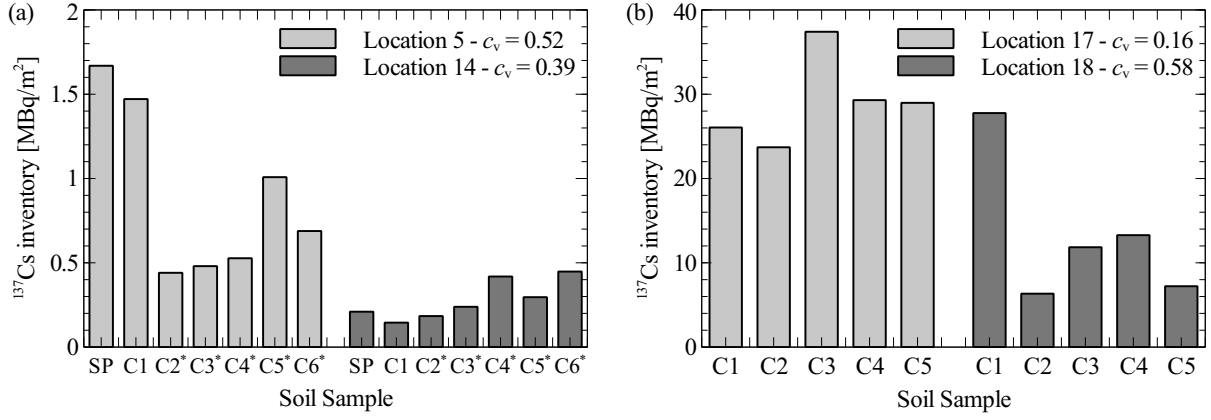 (a)
2
1.5
1
0.5
0
¹³⁷Cs inventory [MBq/m²]
Location 5 - cᵥ = 0.52
Location 14 - cᵥ = 0.39
SP C1 C2* C3* C4* C5* C6* SP C1 C2* C3* C4* C5* C6*
Soil Sample
(b)
40
30
20
10
0
¹³⁷Cs inventory [MBq/m²]
Location 17 - cᵥ = 0.16
Location 18 - cᵥ = 0.58
C1 C2 C3 C4 C5 C1 C2 C3 C4 C5
Soil Sample